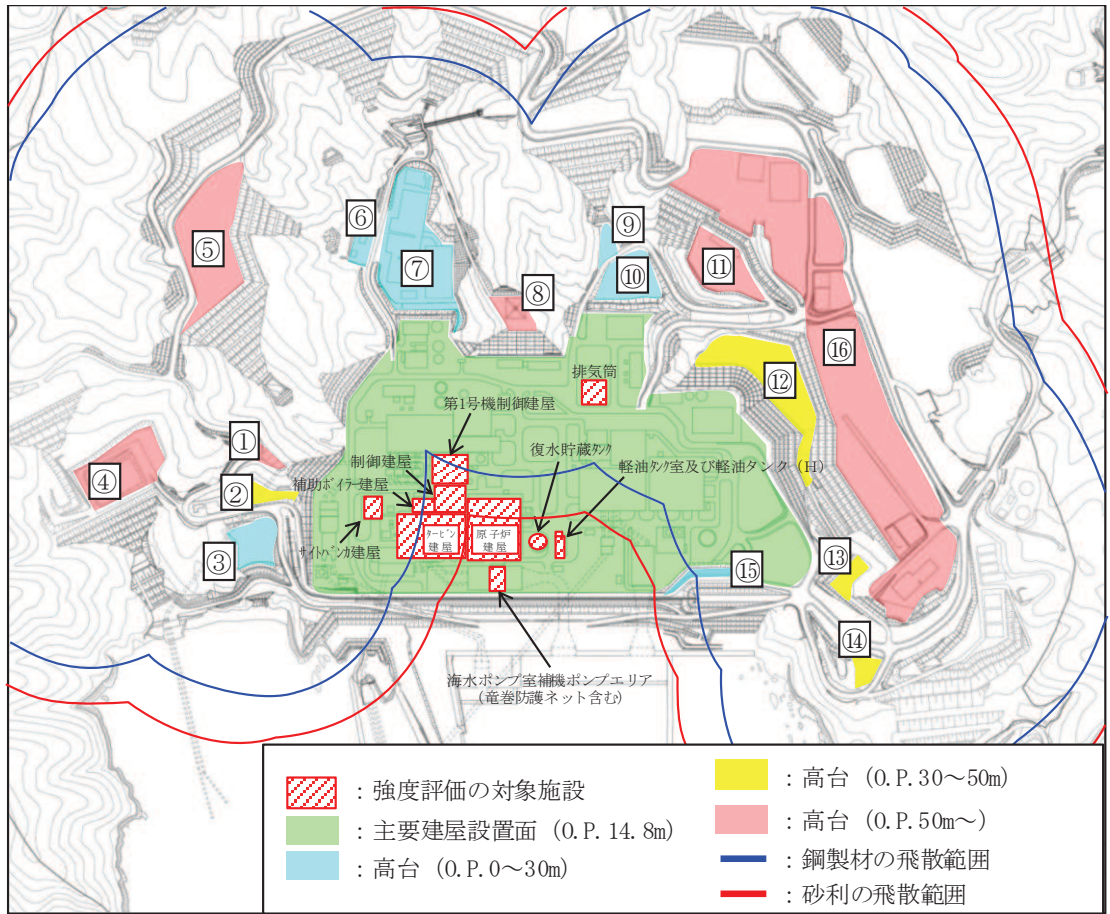 ⑤
⑥
⑦
⑧
⑨
⑩
⑪
⑫
⑯
①
②
③
④
⑬
⑭
⑮
排気筒
第1号機制御建屋
制御建屋
補助ボイラー建屋
サイトバンカ建屋
タービン
建屋
原子炉
建屋
復水貯蔵タンク
軽油タンク室及び軽油タンク(H)
海水ポンプ室補機ポンプエリア
(竜巻防護ネット含む)
:強度評価の対象施設
:主要建屋設置面(O.P.14.8m)
:高台(O.P.0~30m)
:高台(O.P.30~50m)
:高台(O.P.50m~)
:鋼製材の飛散範囲
:砂利の飛散範囲